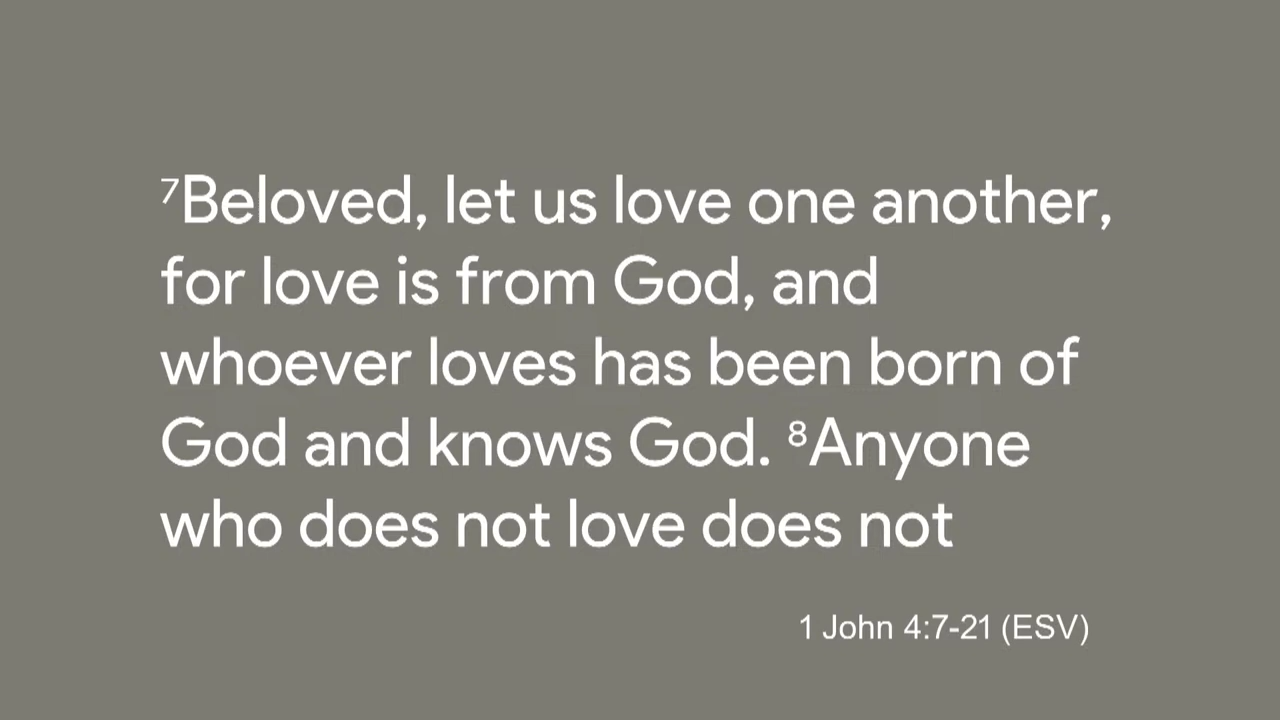 ⁷Beloved, let us love one another,
for love is from God, and
whoever loves has been born of
God and knows God. ⁸Anyone
who does not love does not
1 John 4:7-21 (ESV)